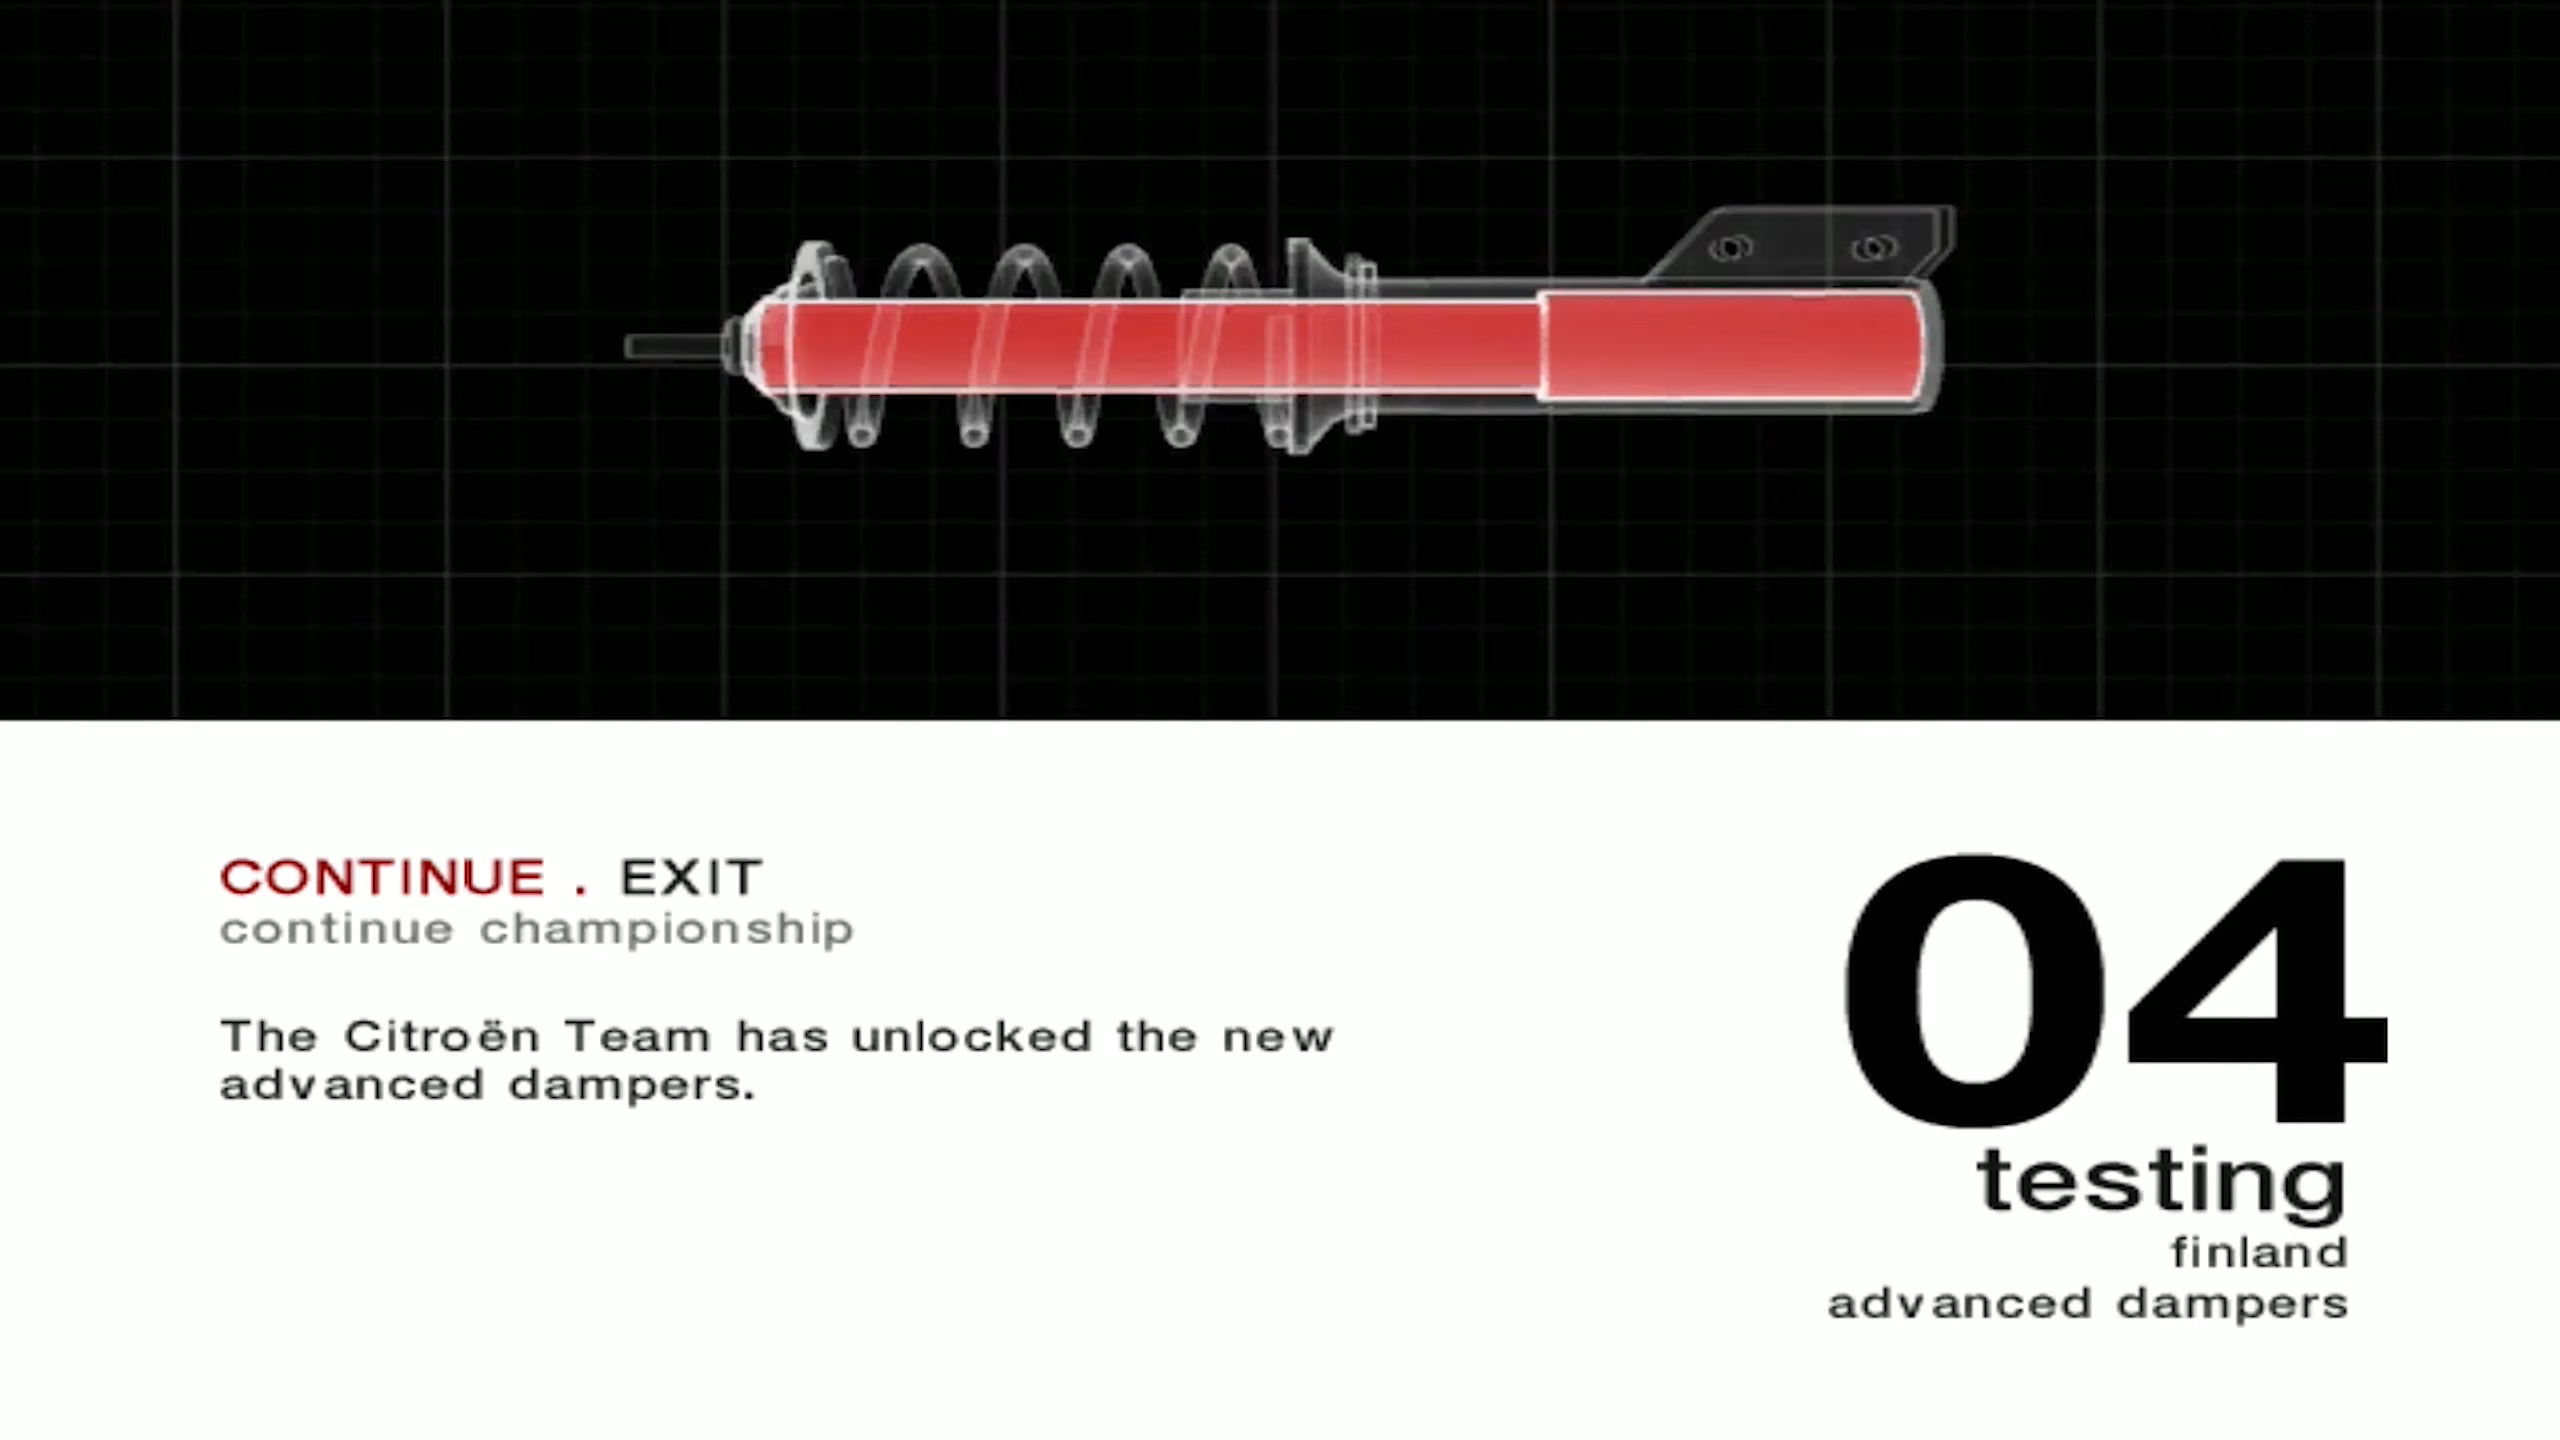 CONTINUE . EXIT
continue championship
The Citroën Team has unlocked the new
advanced dampers.
04
testing
finland
advanced dampers